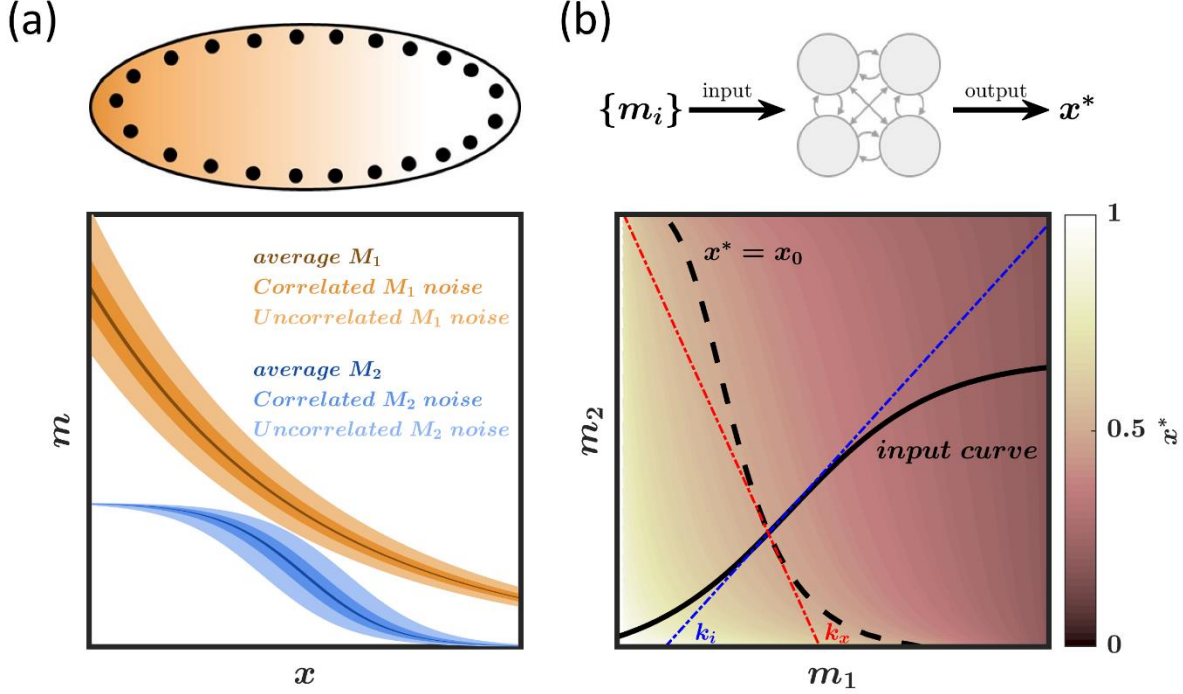 (a)
average M₁
Correlated M₁ noise
Uncorrelated M₁ noise
average M₂
Correlated M₂ noise
Uncorrelated M₂ noise
m
x
(b)
{mᵢ} input output x*
x* = x₀
input curve
kᵢ kₓ
m₂
m₁
1
0.5
0
x*